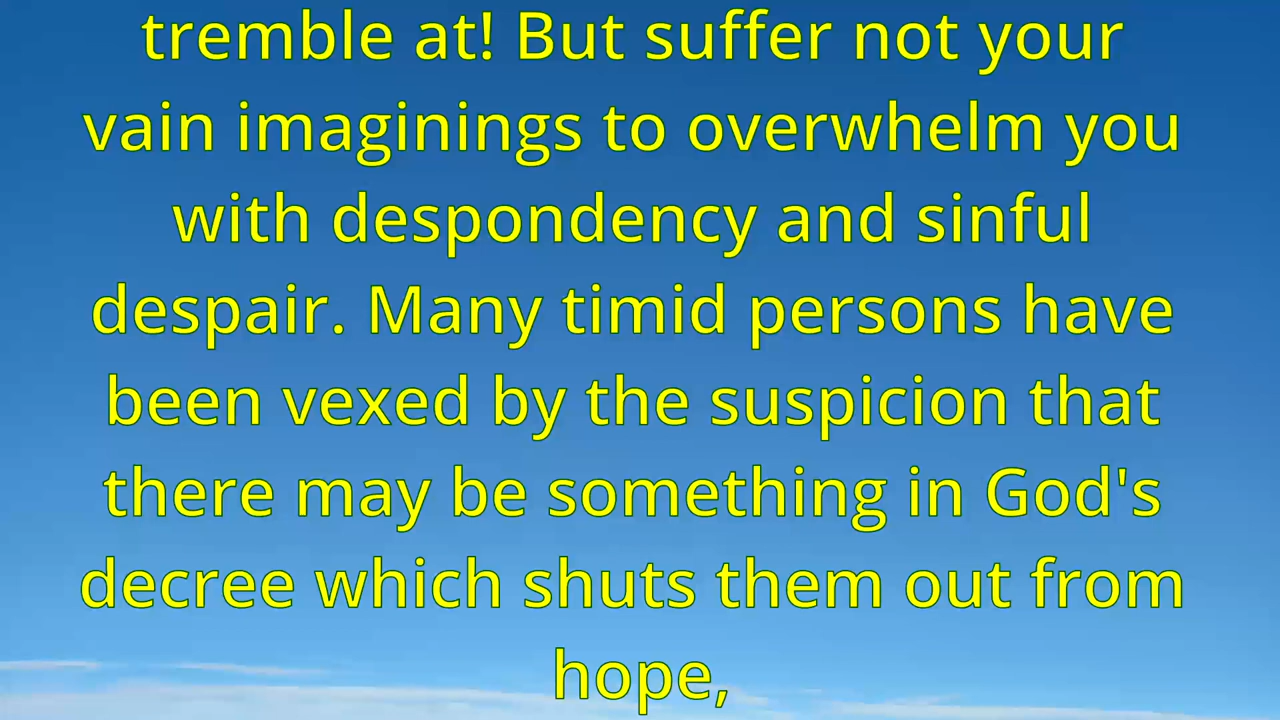 tremble at! But suffer not your
vain imaginings to overwhelm you
with despondency and sinful
despair. Many timid persons have
been vexed by the suspicion that
there may be something in God's
decree which shuts them out from
hope,